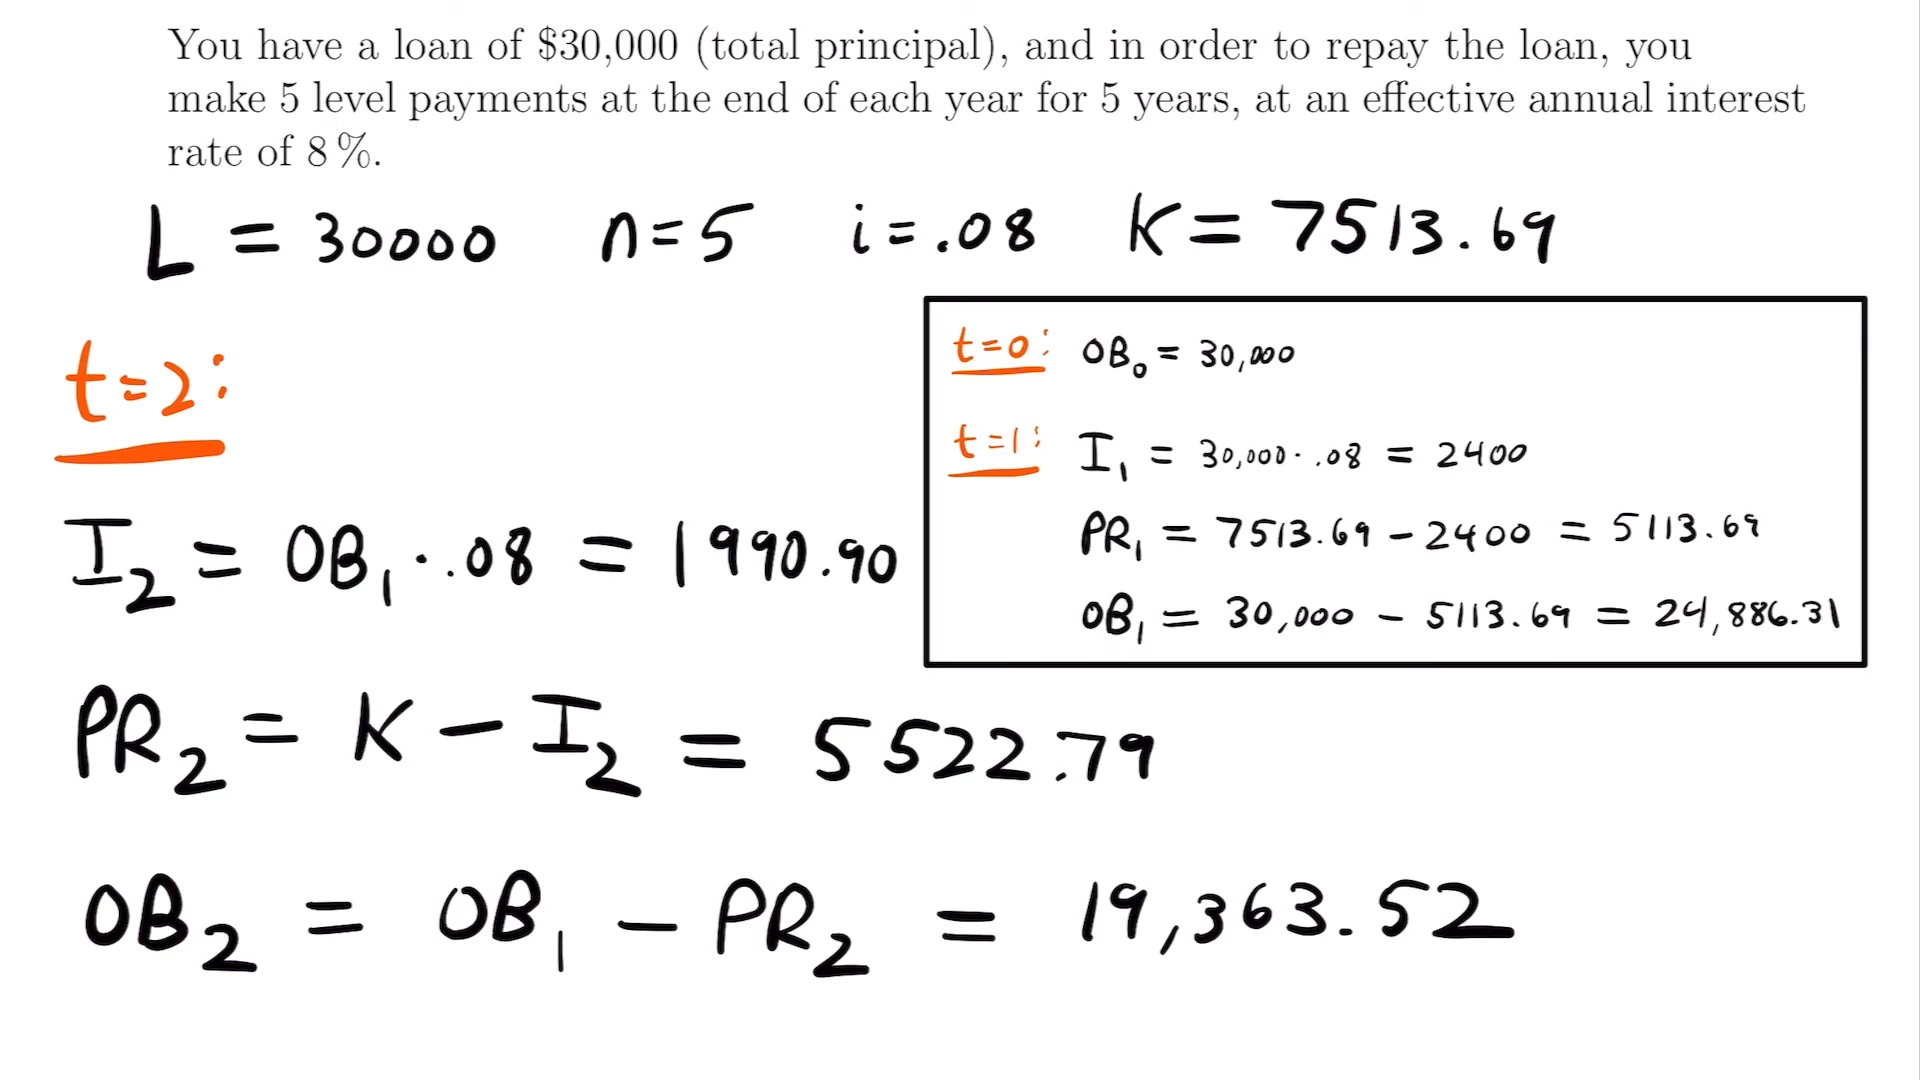 You have a loan of $30,000 (total principal), and in order to repay the loan, you
make 5 level payments at the end of each year for 5 years, at an effective annual interest
rate of 8 %.
L = 30000 n=5 i=.08 K= 7513.69
t=2:
I₂ = OB₁ · .08 = 1990.90
PR₂ = K − I₂ = 5522.79
OB₂ = OB₁ − PR₂ = 19,363.52
t=0: OB₀ = 30,000
t=1: I₁ = 30,000 · .08 = 2400
PR₁ = 7513.69 − 2400 = 5113.69
OB₁ = 30,000 − 5113.69 = 24,886.31